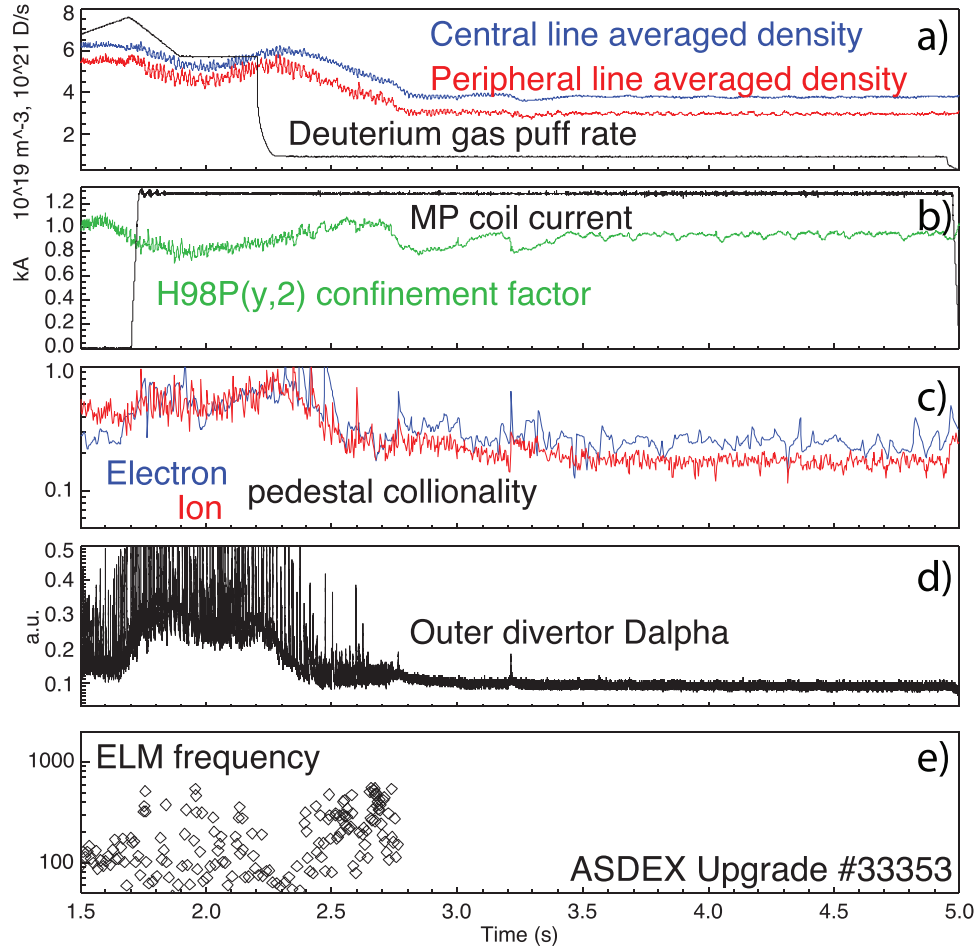 8
6
4
2
10^19 m^-3, 10^21 D/s
a)
Central line averaged density
Peripheral line averaged density
Deuterium gas puff rate
1.2
1.0
0.8
0.6
0.4
0.2
0.0
kA
b)
MP coil current
H98P(y,2) confinement factor
1.0
0.1
c)
Electron
Ion
pedestal collionality
0.5
0.4
0.3
0.2
0.1
a.u.
d)
Outer divertor Dalpha
1000
100
ELM frequency
e)
ASDEX Upgrade #33353
1.5 2.0 2.5 3.0 3.5 4.0 4.5 5.0
Time (s)